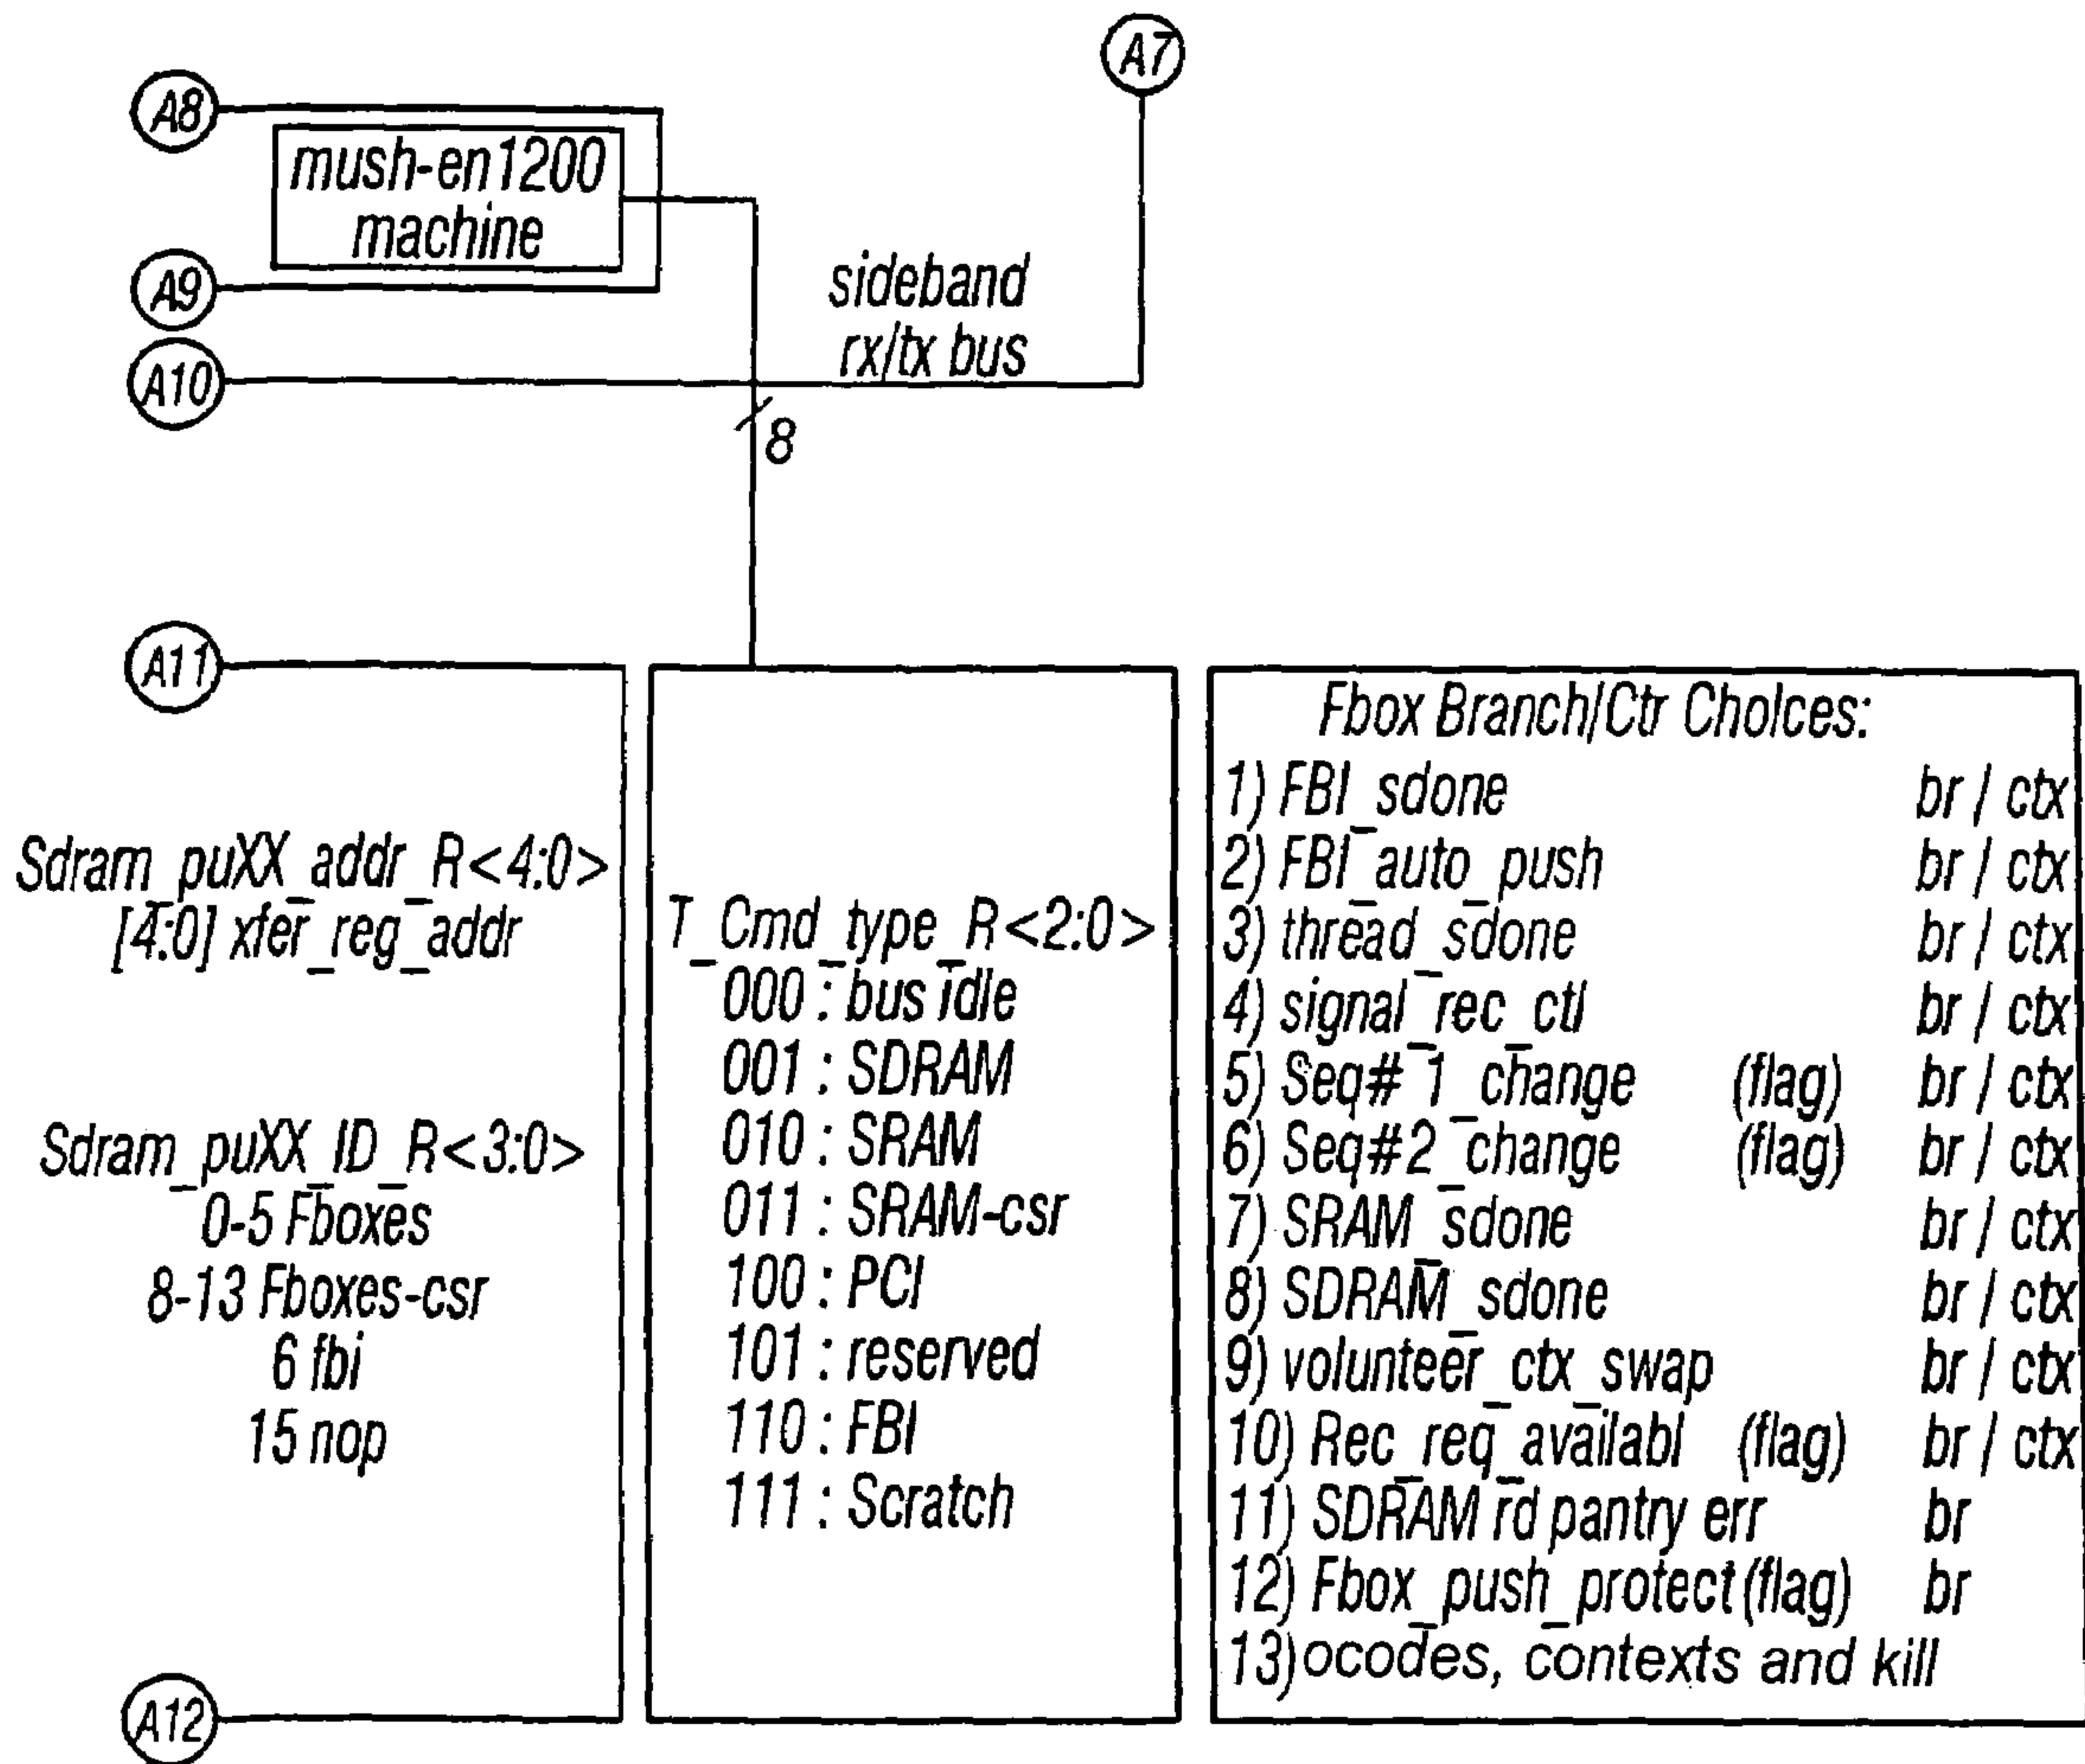 A7
A8
mush-en1200
machine
A9
sideband
rx/tx bus
A10
8
A11
Sdram_puXX_addr_R<4:0>
[4:0] xfer_reg_addr
Sdram_puXX_ID_R<3:0>
0-5 Fboxes
8-13 Fboxes-csr
6 fbi
15 nop
A12
T_Cmd_type_R<2:0>
000 : bus idle
001 : SDRAM
010 : SRAM
011 : SRAM-csr
100 : PCI
101 : reserved
110 : FBI
111 : Scratch
Fbox Branch/Ctr Choices:
1) FBI_sdone br / ctx
2) FBI_auto_push br / ctx
3) thread_sdone br / ctx
4) signal_rec_ctl br / ctx
5) Seq# 1_change (flag) br / ctx
6) Seq#2_change (flag) br / ctx
7) SRAM_sdone br / ctx
8) SDRAM_sdone br / ctx
9) volunteer_ctx_swap br / ctx
10) Rec_req_availabl (flag) br / ctx
11) SDRAM rd pantry err br
12) Fbox_push_protect (flag) br
13) ocodes, contexts and kill